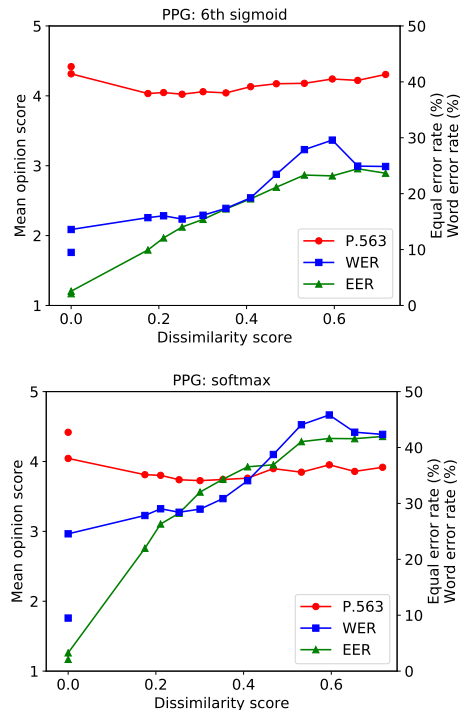 PPG: 6th sigmoid
5
4
3
2
1
Mean opinion score
50
40
30
20
10
0
Equal error rate (%)
Word error rate (%)
P.563
WER
EER
0.0
0.2
0.4
0.6
Dissimilarity score
PPG: softmax
5
4
3
2
1
Mean opinion score
50
40
30
20
10
0
Equal error rate (%)
Word error rate (%)
P.563
WER
EER
0.0
0.2
0.4
0.6
Dissimilarity score